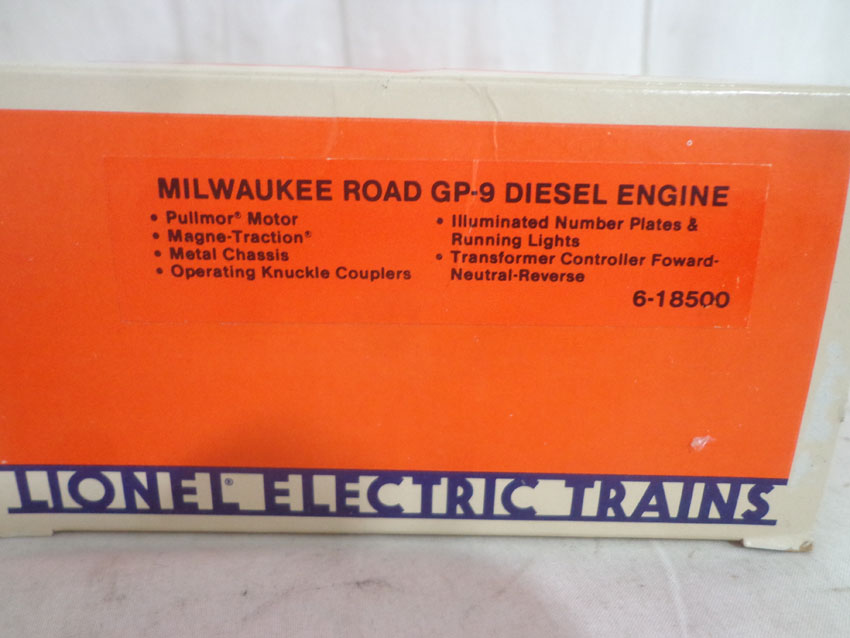 MILWAUKEE ROAD GP-9 DIESEL ENGINE
• Pullmor® Motor
• Magne-Traction®
• Metal Chassis
• Operating Knuckle Couplers
• Illuminated Number Plates &
Running Lights
• Transformer Controller Foward-
Neutral-Reverse
6-18500
LIONEL® ELECTRIC TRAINS